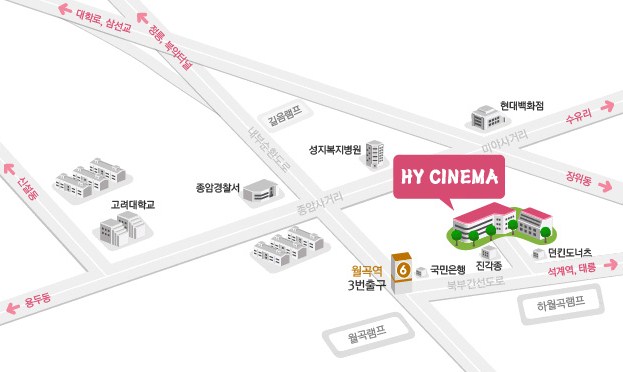 대학로, 삼선교
정릉, 북악터널
현대백화점
수유리
길음램프
내부순환도로
성지복지병원
미아사거리
HY CINEMA
장위동
신설동
고려대학교
종암경찰서
종암사거리
월곡역
3번출구
6
국민은행
진각종
던킨도너츠
석계역, 태릉
북부간선도로
용두동
월곡램프
하월곡램프